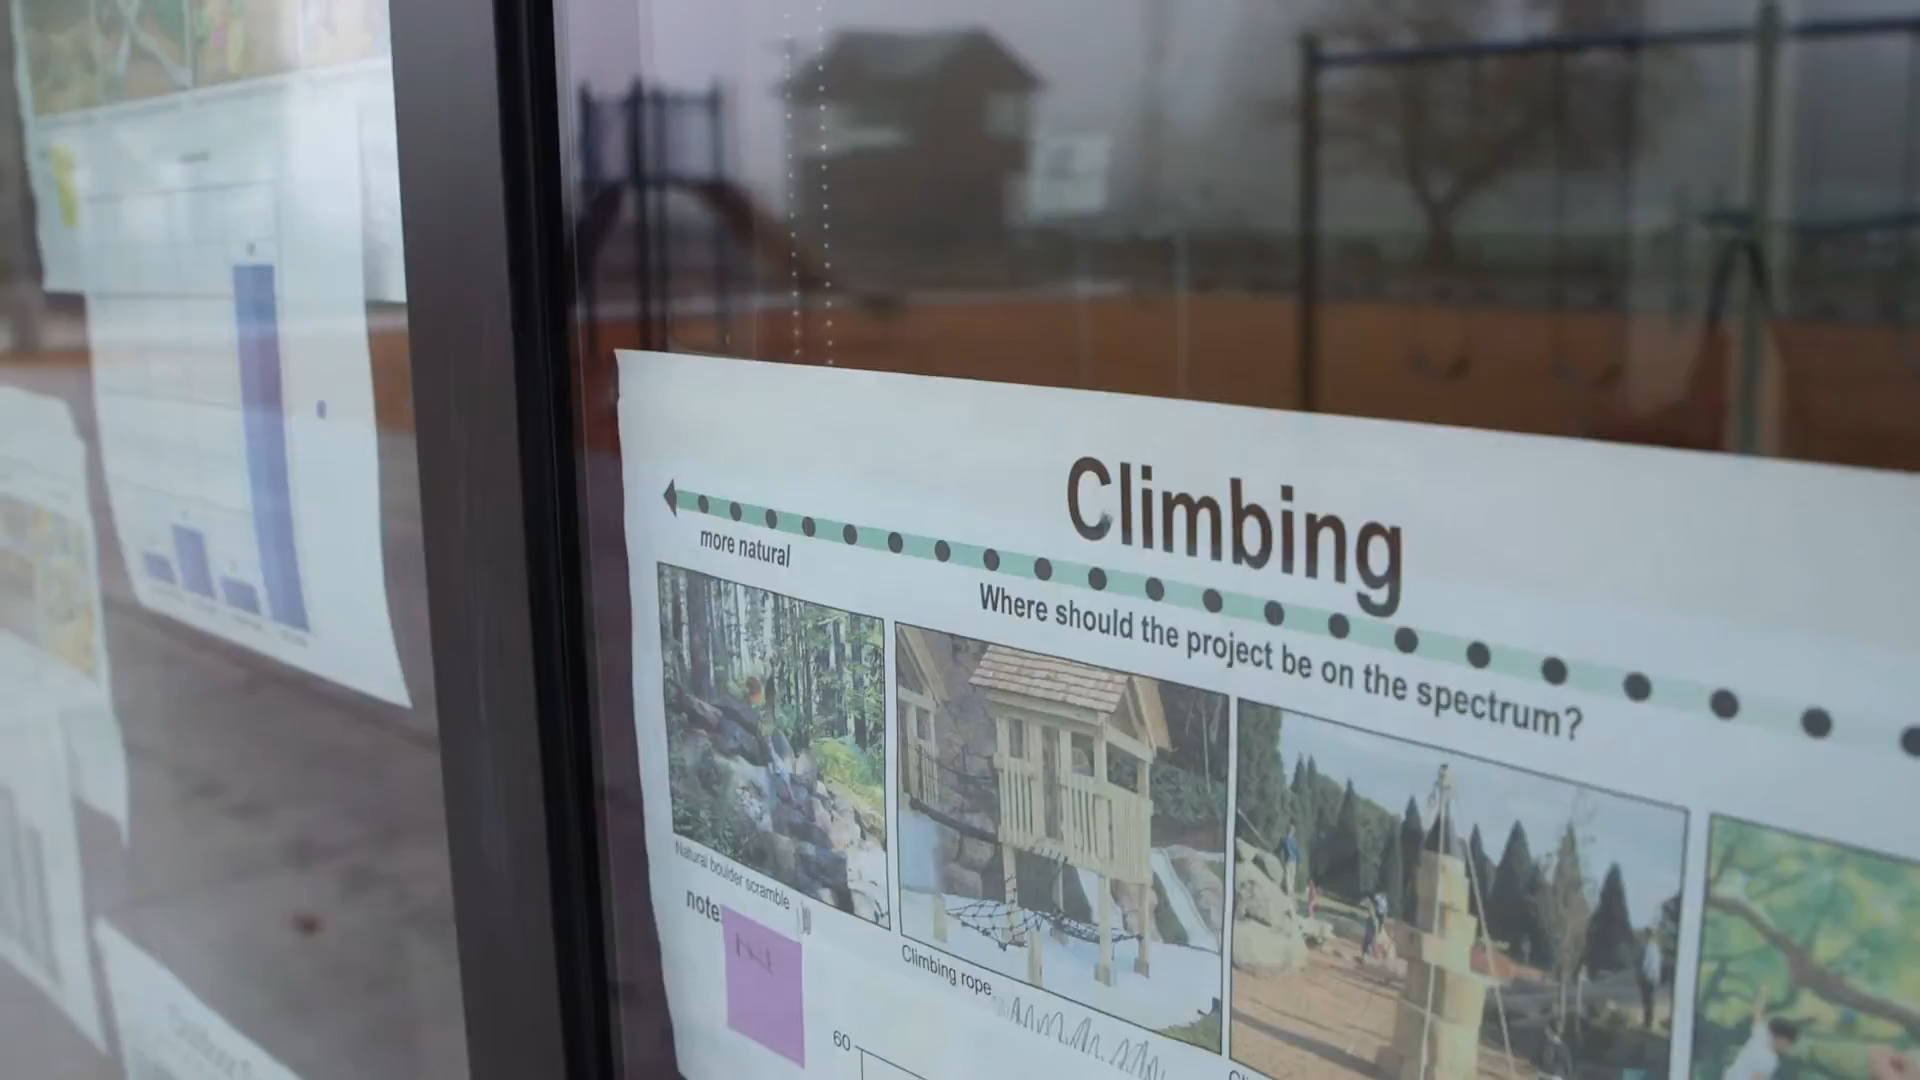 Climbing
more natural
Where should the project be on the spectrum?
Natural boulder scramble
note
Climbing rope
60